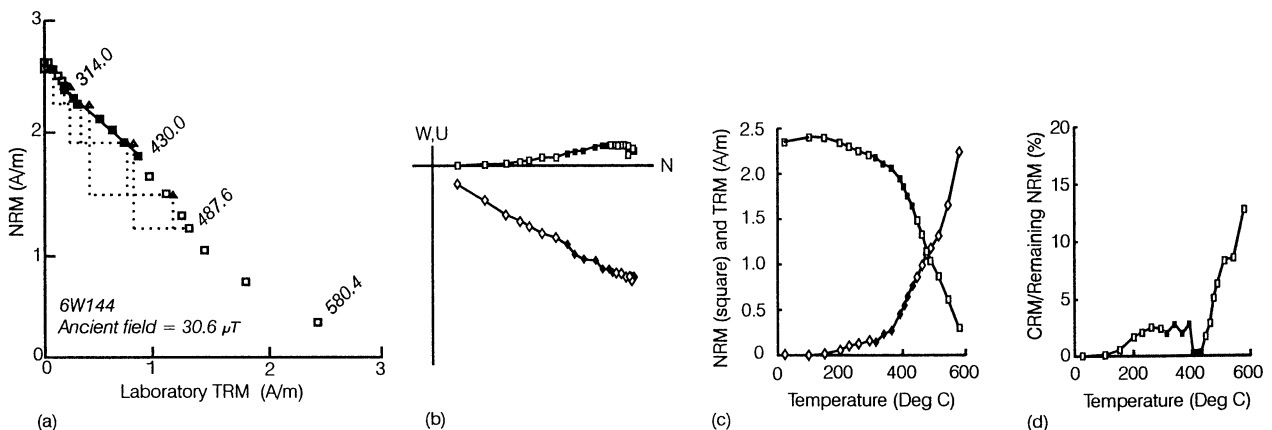 3
2
1
0
NRM (A/m)
314.0
430.0
487.6
580.4
6W144
Ancient field = 30.6 µT
1
2
3
Laboratory TRM (A/m)
(a)
W,U
N
(b)
2.5
2.0
1.5
1.0
0.5
0
NRM (square) and TRM (A/m)
0
200
400
600
Temperature (Deg C)
(c)
20
15
10
5
0
CRM/Remaining NRM (%)
0
200
400
600
Temperature (Deg C)
(d)